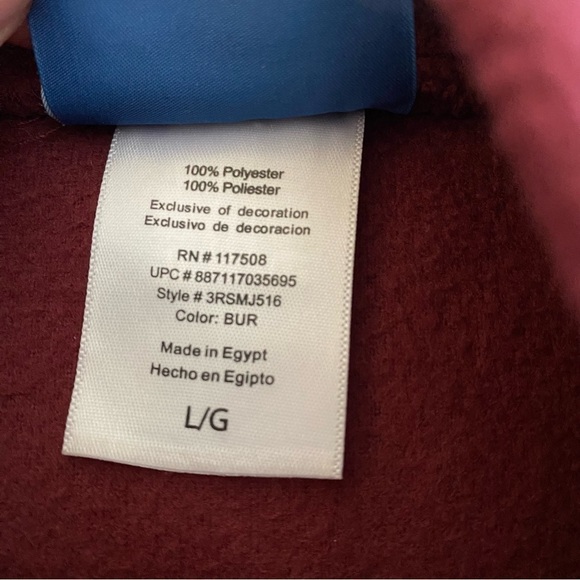 100% Polyester
100% Poliester
Exclusive of decoration
Exclusivo de decoracion
RN # 117508
UPC # 887117035695
Style # 3RSMJ516
Color: BUR
Made in Egypt
Hecho en Egipto
L/G